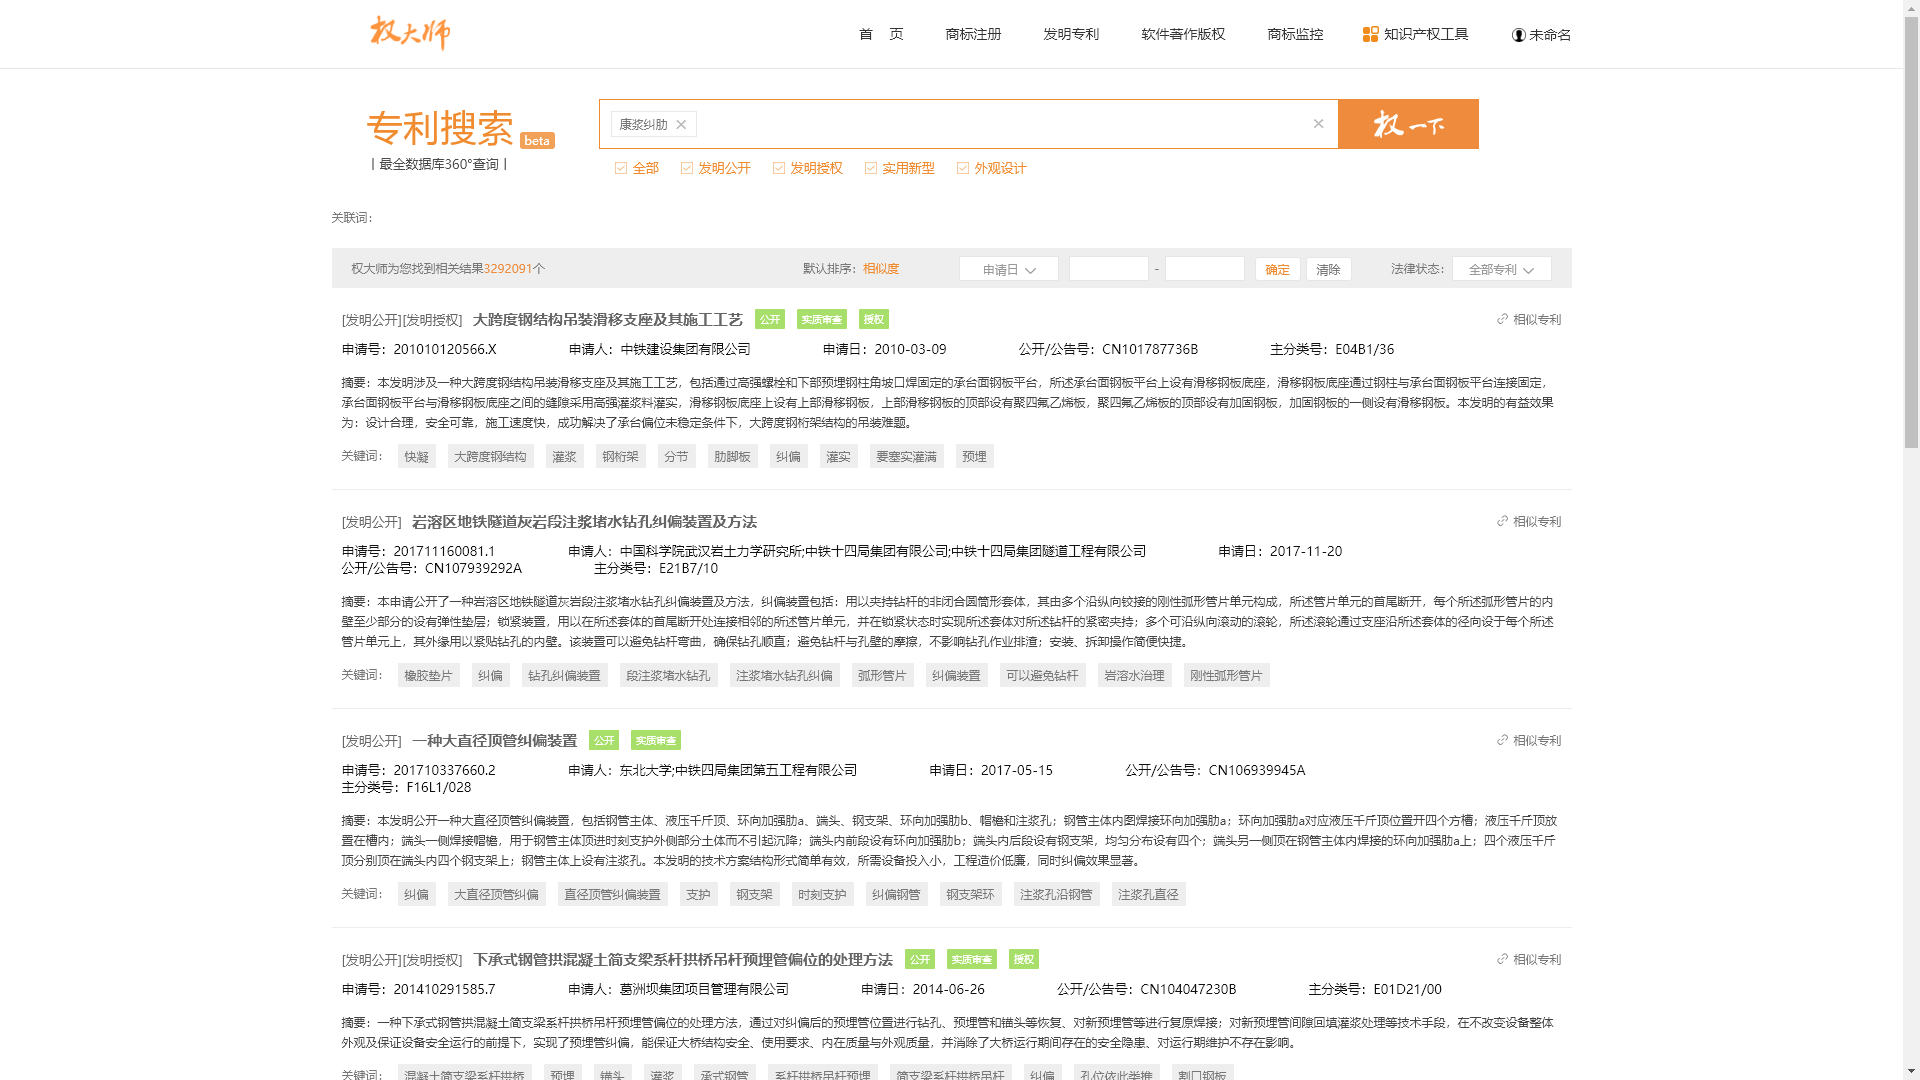 权大师
首 页 商标注册 发明专利 软件著作版权 商标监控 知识产权工具 未命名
专利搜索 beta
| 最全数据库360°查询 |
康浆纠肋 权一下
全部 发明公开 发明授权 实用新型 外观设计
关联词：
权大师为您找到相关结果3292091个 默认排序：相似度 申请日 - 确定 清除 法律状态： 全部专利
[发明公开][发明授权] 大跨度钢结构吊装滑移支座及其施工工艺 公开 实质审查 授权 相似专利
申请号：201010120566.X 申请人：中铁建设集团有限公司 申请日：2010-03-09 公开/公告号：CN101787736B 主分类号：E04B1/36
摘要：本发明涉及一种大跨度钢结构吊装滑移支座及其施工工艺，包括通过高强螺栓和下部预埋钢柱角坡口焊固定的承台面钢板平台，所述承台面钢板平台上设有滑移钢板底座，滑移钢板底座通过钢柱与承台面钢板平台连接固定，
承台面钢板平台与滑移钢板底座之间的缝隙采用高强灌浆料灌实，滑移钢板底座上设有上部滑移钢板，上部滑移钢板的顶部设有聚四氟乙烯板，聚四氟乙烯板的顶部设有加固钢板，加固钢板的一侧设有滑移钢板。本发明的有益效果
为：设计合理，安全可靠，施工速度快，成功解决了承台偏位未稳定条件下，大跨度钢桁架结构的吊装难题。
关键词： 快凝 大跨度钢结构 灌浆 钢桁架 分节 肋脚板 纠偏 灌实 要塞实灌满 预埋
[发明公开] 岩溶区地铁隧道灰岩段注浆堵水钻孔纠偏装置及方法 相似专利
申请号：201711160081.1 申请人：中国科学院武汉岩土力学研究所;中铁十四局集团有限公司;中铁十四局集团隧道工程有限公司 申请日：2017-11-20
公开/公告号：CN107939292A 主分类号：E21B7/10
摘要：本申请公开了一种岩溶区地铁隧道灰岩段注浆堵水钻孔纠偏装置及方法，纠偏装置包括：用以夹持钻杆的非闭合圆筒形套体，其由多个沿纵向铰接的刚性弧形管片单元构成，所述管片单元的首尾断开，每个所述弧形管片的内
壁至少部分的设有弹性垫层；锁紧装置，用以在所述套体的首尾断开处连接相邻的所述管片单元，并在锁紧状态时实现所述套体对所述钻杆的紧密夹持；多个可沿纵向滚动的滚轮，所述滚轮通过支座沿所述套体的径向设于每个所述
管片单元上，其外缘用以紧贴钻孔的内壁。该装置可以避免钻杆弯曲，确保钻孔顺直；避免钻杆与孔壁的摩擦，不影响钻孔作业排渣；安装、拆卸操作简便快捷。
关键词： 橡胶垫片 纠偏 钻孔纠偏装置 段注浆堵水钻孔 注浆堵水钻孔纠偏 弧形管片 纠偏装置 可以避免钻杆 岩溶水治理 刚性弧形管片
[发明公开] 一种大直径顶管纠偏装置 公开 实质审查 相似专利
申请号：201710337660.2 申请人：东北大学;中铁四局集团第五工程有限公司 申请日：2017-05-15 公开/公告号：CN106939945A
主分类号：F16L1/028
摘要：本发明公开一种大直径顶管纠偏装置，包括钢管主体、液压千斤顶、环向加强肋a、端头、钢支架、环向加强肋b、帽檐和注浆孔；钢管主体内图焊接环向加强肋a；环向加强肋a对应液压千斤顶位置开四个方槽；液压千斤顶放
置在槽内；端头一侧焊接帽檐，用于钢管主体顶进时刻支护外侧部分土体而不引起沉降；端头内前段设有环向加强肋b；端头内后段设有钢支架，均匀分布设有四个；端头另一侧顶在钢管主体内焊接的环向加强肋a上；四个液压千斤
顶分别顶在端头内四个钢支架上；钢管主体上设有注浆孔。本发明的技术方案结构形式简单有效，所需设备投入小，工程造价低廉，同时纠偏效果显著。
关键词： 纠偏 大直径顶管纠偏 直径顶管纠偏装置 支护 钢支架 时刻支护 纠偏钢管 钢支架环 注浆孔沿钢管 注浆孔直径
[发明公开][发明授权] 下承式钢管拱混凝土简支梁系杆拱桥吊杆预埋管偏位的处理方法 公开 实质审查 授权 相似专利
申请号：201410291585.7 申请人：葛洲坝集团项目管理有限公司 申请日：2014-06-26 公开/公告号：CN104047230B 主分类号：E01D21/00
摘要：一种下承式钢管拱混凝土简支梁系杆拱桥吊杆预埋管偏位的处理方法，通过对纠偏后的预埋管位置进行钻孔、预埋管和锚头等恢复、对新预埋管等进行复原焊接；对新预埋管间隙回填灌浆处理等技术手段，在不改变设备整体
外观及保证设备安全运行的前提下，实现了预埋管纠偏，能保证大桥结构安全、使用要求、内在质量与外观质量，并消除了大桥运行期间存在的安全隐患、对运行期维护不存在影响。
关键词： 混凝土简支梁系杆拱桥 预埋 锚头 灌浆 承式钢管 系杆拱桥吊杆预埋 简支梁系杆拱桥吊杆 纠偏 孔位依此类推 割口钢板